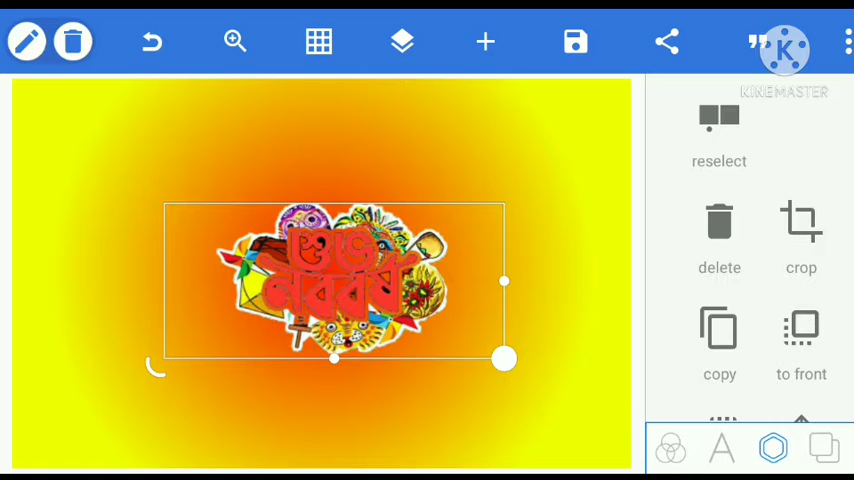 KINEMASTER
reselect
delete
crop
শুভ
নববর্ষ
copy
to front